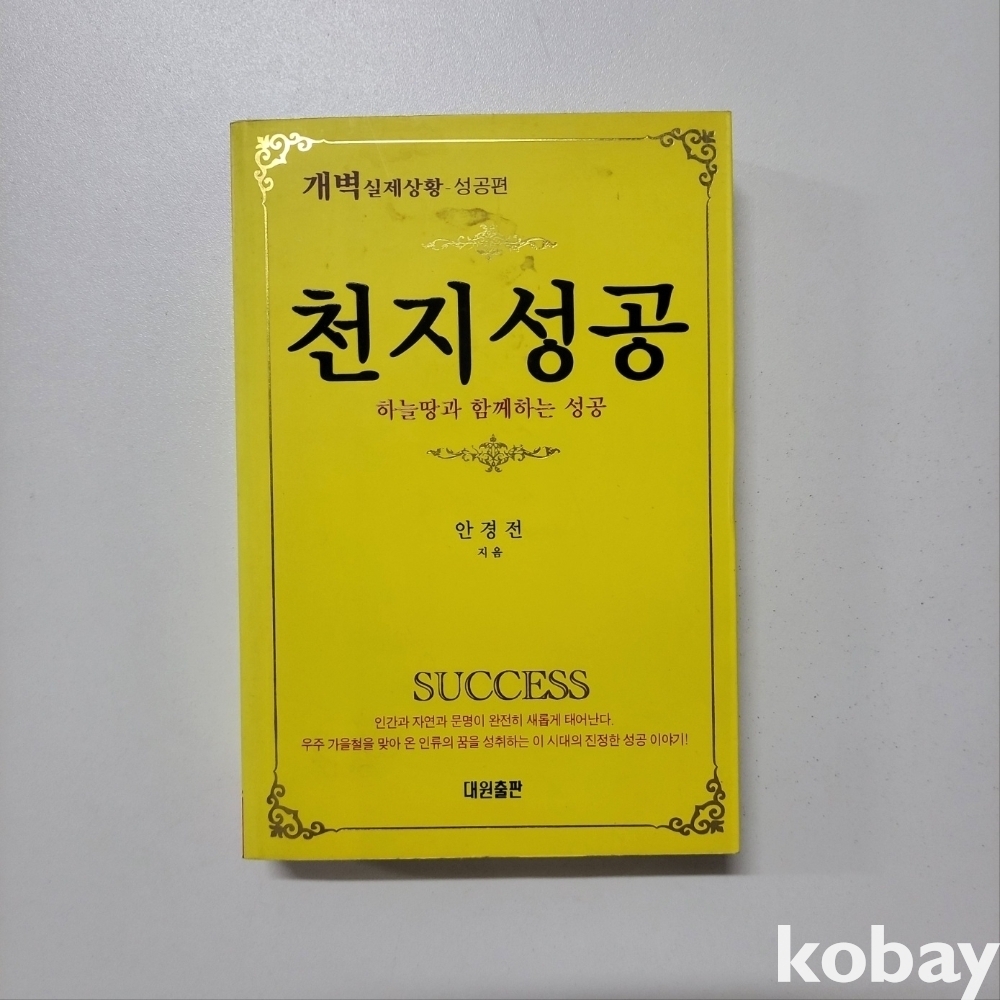 개벽 실제상황 - 성공편
천지성공
하늘땅과 함께하는 성공
안경전
지음
SUCCESS
인간과 자연과 문명이 완전히 새롭게 태어난다.
우주 가을철을 맞아 온 인류의 꿈을 성취하는 이 시대의 진정한 성공 이야기!
대원출판
kobay